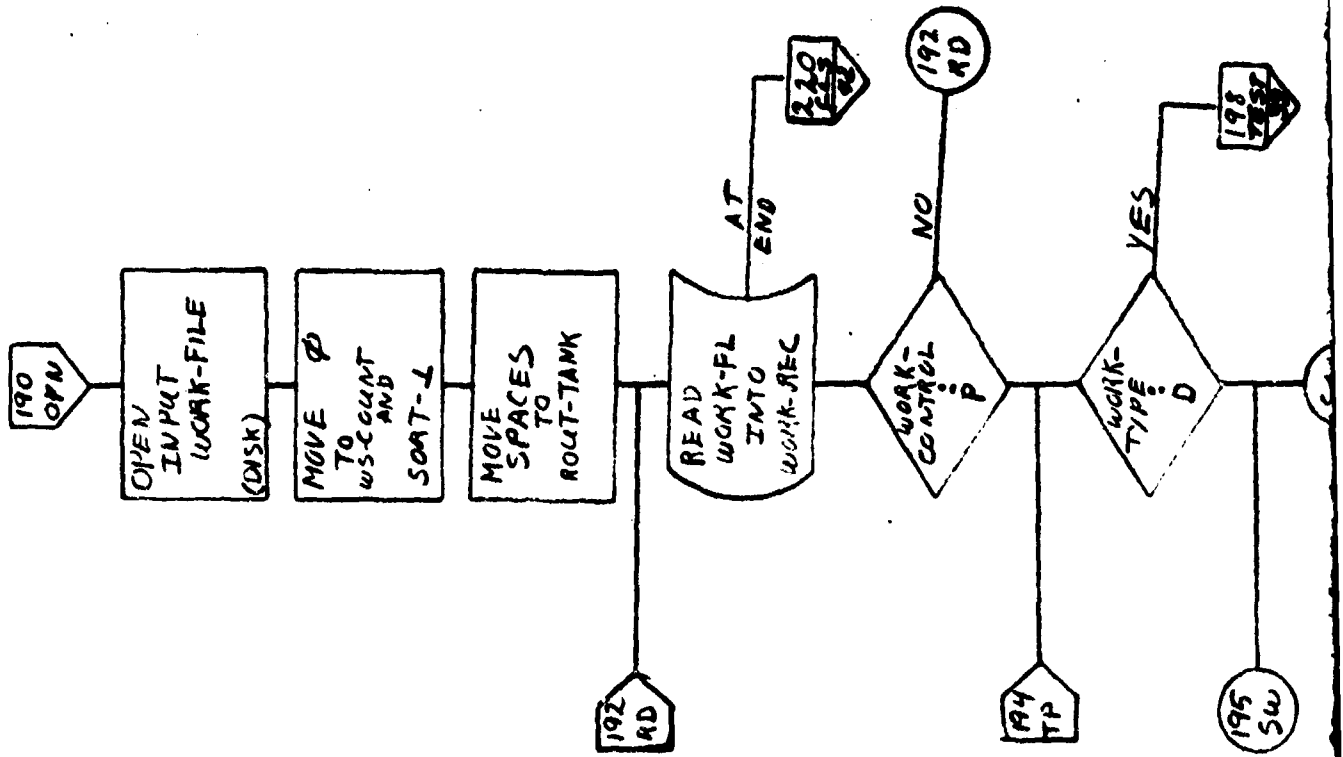 190
OPN
OPEN
INPUT
WORK-FILE
(DISK)
MOVE Ø
TO
WS-COUNT
AND
SORT-1
MOVE
SPACES
TO
ROUT-TANK
192
RD
READ
WORK-FL
INTO
WORK-REC
AT
END
220
CLS
WORK-
CONTROL
:
P
NO
192
RD
194
TP
WORK-
TYPE
:
D
YES
198
TEST
195
SW